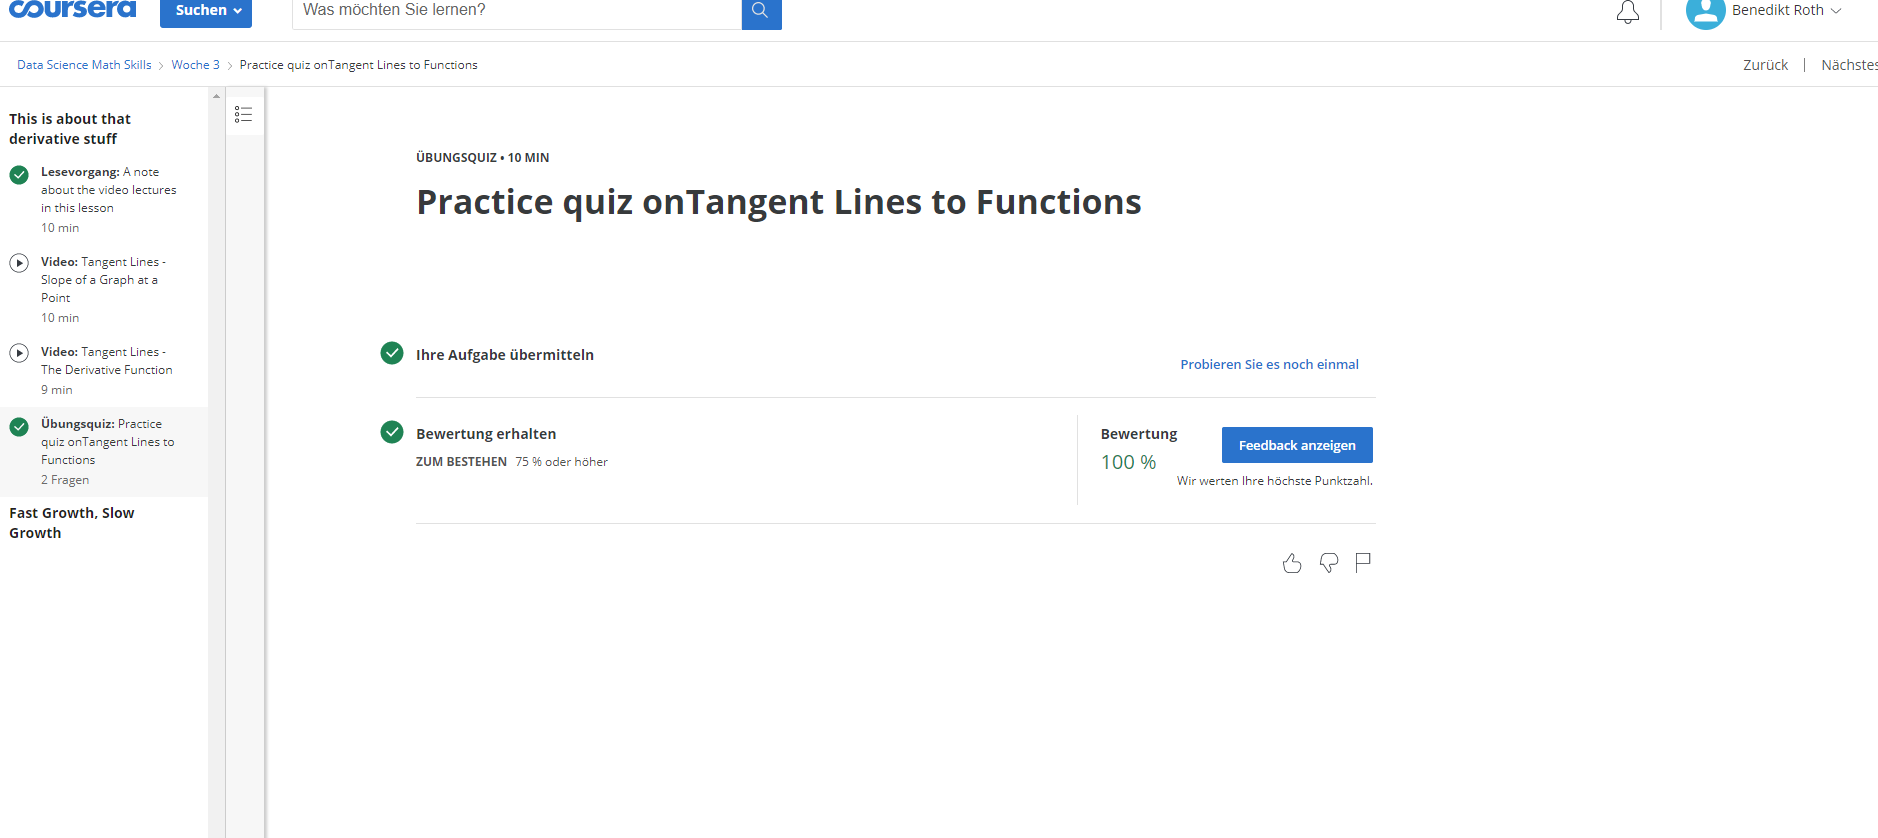 coursera
Suchen
Was möchten Sie lernen?
Benedikt Roth
Data Science Math Skills
Woche 3
Practice quiz onTangent Lines to Functions
Zurück
Nächstes
This is about that
derivative stuff
Lesevorgang: A note
about the video lectures
in this lesson
10 min
Video: Tangent Lines -
Slope of a Graph at a
Point
10 min
Video: Tangent Lines -
The Derivative Function
9 min
Übungsquiz: Practice
quiz onTangent Lines to
Functions
2 Fragen
Fast Growth, Slow
Growth
ÜBUNGSQUIZ • 10 MIN
Practice quiz onTangent Lines to Functions
Ihre Aufgabe übermitteln
Probieren Sie es noch einmal
Bewertung erhalten
ZUM BESTEHEN 75 % oder höher
Bewertung
100 %
Feedback anzeigen
Wir werten Ihre höchste Punktzahl.